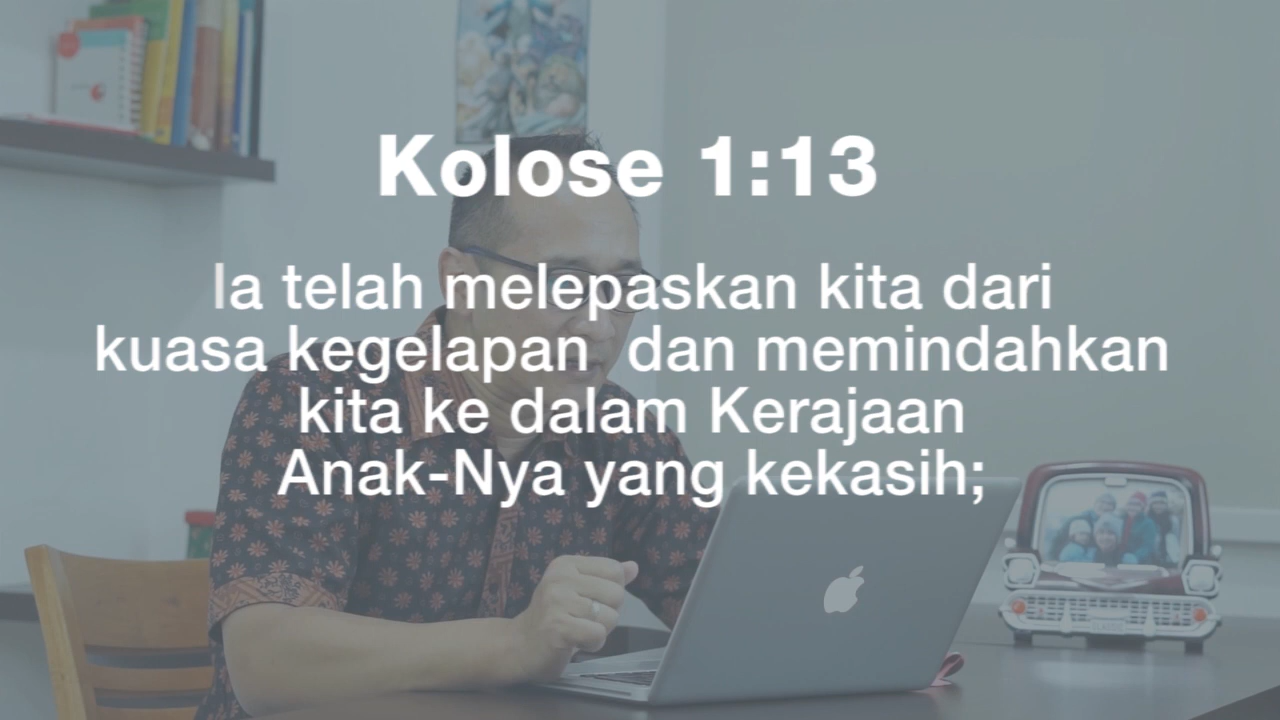 Kolose 1:13
Ia telah melepaskan kita dari
kuasa kegelapan dan memindahkan
kita ke dalam Kerajaan
Anak-Nya yang kekasih;